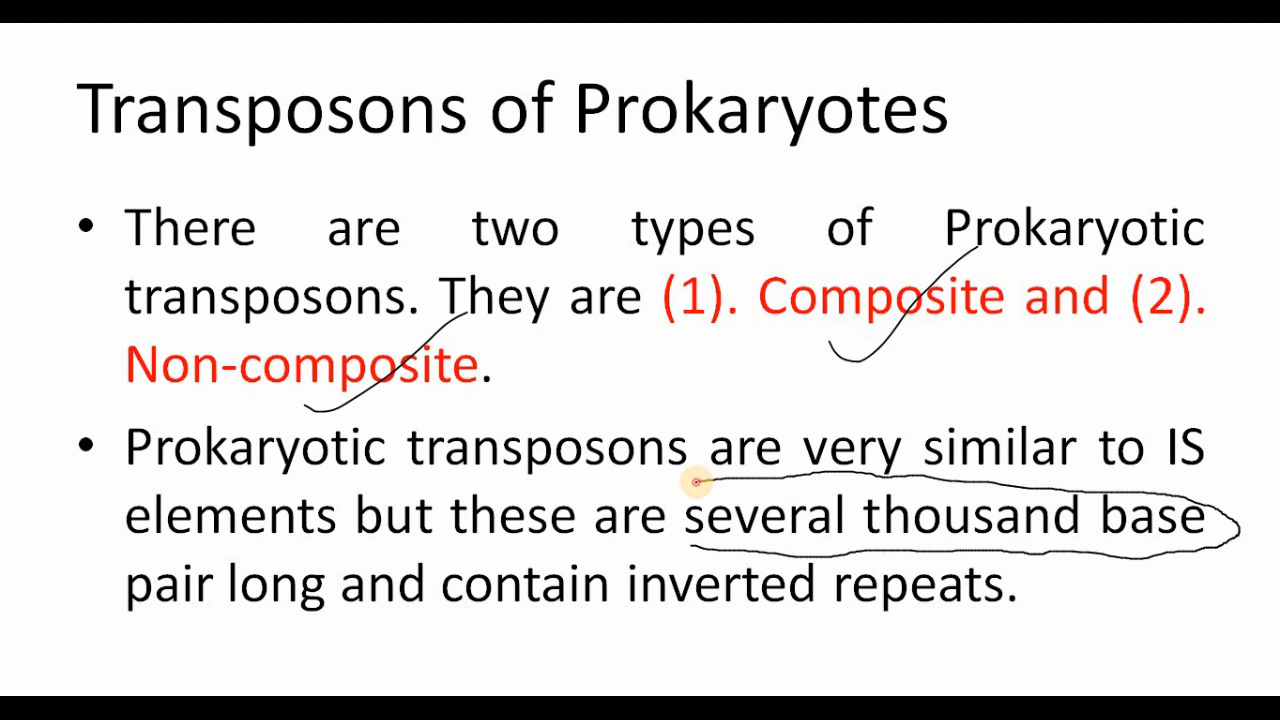 Transposons of Prokaryotes
• There are two types of Prokaryotic
transposons. They are (1). Composite and (2).
Non-composite.
• Prokaryotic transposons are very similar to IS
elements but these are several thousand base
pair long and contain inverted repeats.